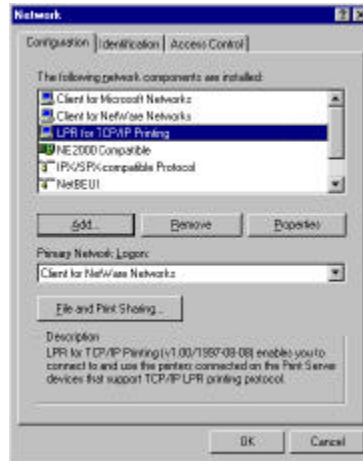 Network
Configuration Identification Access Control
The following network components are installed:
Client for Microsoft Networks
Client for NetWare Networks
LPR for TCP/IP Printing
NE2000 Compatible
IPX/SPX-compatible Protocol
NetBEUI
Add... Remove Properties
Primary Network Logon:
Client for NetWare Networks
File and Print Sharing...
Description
LPR for TCP/IP Printing (v1.00/1997-08-08) enables you to
connect to and use the printers connected on the Print Server
devices that support TCP/IP LPR printing protocol.
OK Cancel